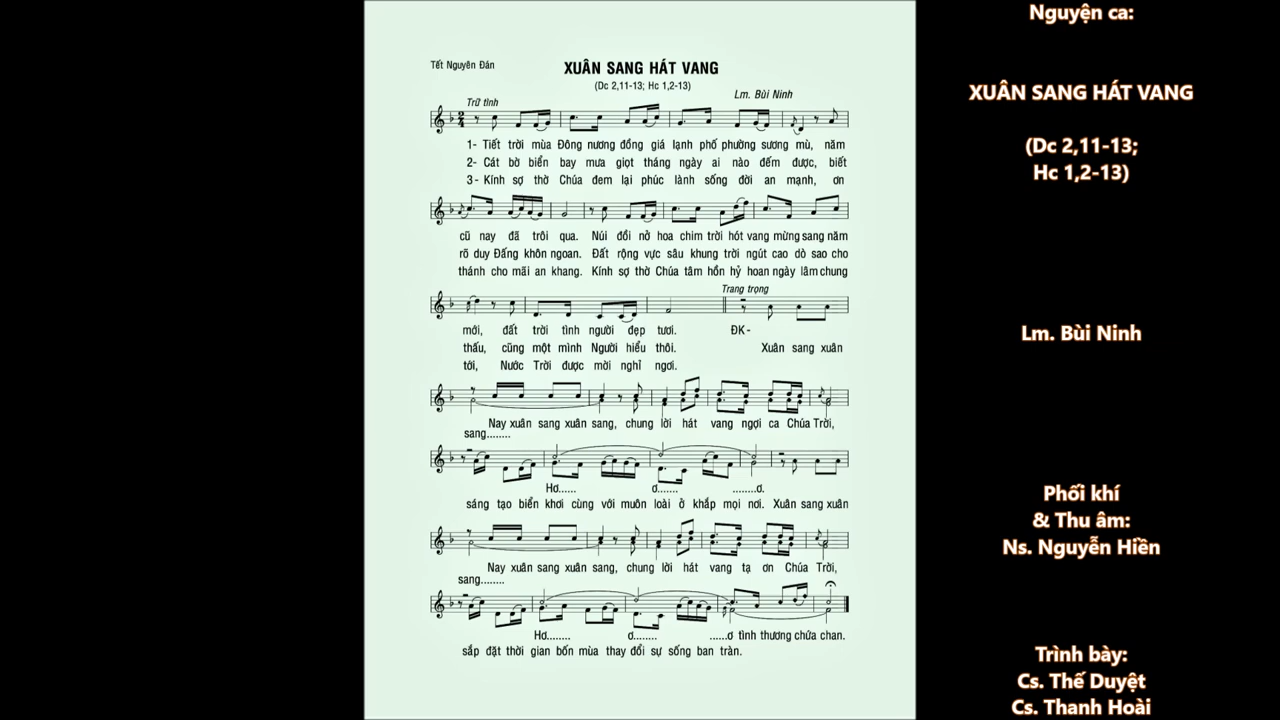 Tết Nguyên Đán
XUÂN SANG HÁT VANG
(Dc 2,11-13; Hc 1,2-13)
Lm. Bùi Ninh
Trữ tình
1- Tiết trời mùa Đông nương đồng giá lạnh phố phường sương mù, năm
2- Cát bờ biển bay mưa giọt tháng ngày ai nào đếm được, biết
3- Kính sợ thờ Chúa đem lại phúc lành sống đời an mạnh, ơn
cũ nay đã trôi qua. Núi đồi nở hoa chim trời hót vang mừng sang năm
rõ duy Đấng khôn ngoan. Đất rộng vực sâu khung trời ngút cao dò sao cho
thánh cho mãi an khang. Kính sợ thờ Chúa tâm hồn hỷ hoan ngày lâm chung
Trang trọng
mới, đất trời tình người đẹp tươi. ĐK-
thấu, cũng một mình Người hiểu thôi. Xuân sang xuân
tới, Nước Trời được mời nghỉ ngơi.
Nay xuân sang xuân sang, chung lời hát vang ngợi ca Chúa Trời,
sang........
Hơ...... ơ....... ........ơ.
sáng tạo biển khơi cùng với muôn loài ở khắp mọi nơi. Xuân sang xuân
Nay xuân sang xuân sang, chung lời hát vang tạ ơn Chúa Trời,
sang........
Hơ........ ơ........ ......ơ tình thương chứa chan.
sắp đặt thời gian bốn mùa thay đổi sự sống ban tràn.
Nguyện ca:
XUÂN SANG HÁT VANG
(Dc 2,11-13;
Hc 1,2-13)
Lm. Bùi Ninh
Phối khí
& Thu âm:
Ns. Nguyễn Hiền
Trình bày:
Cs. Thế Duyệt
Cs. Thanh Hoài